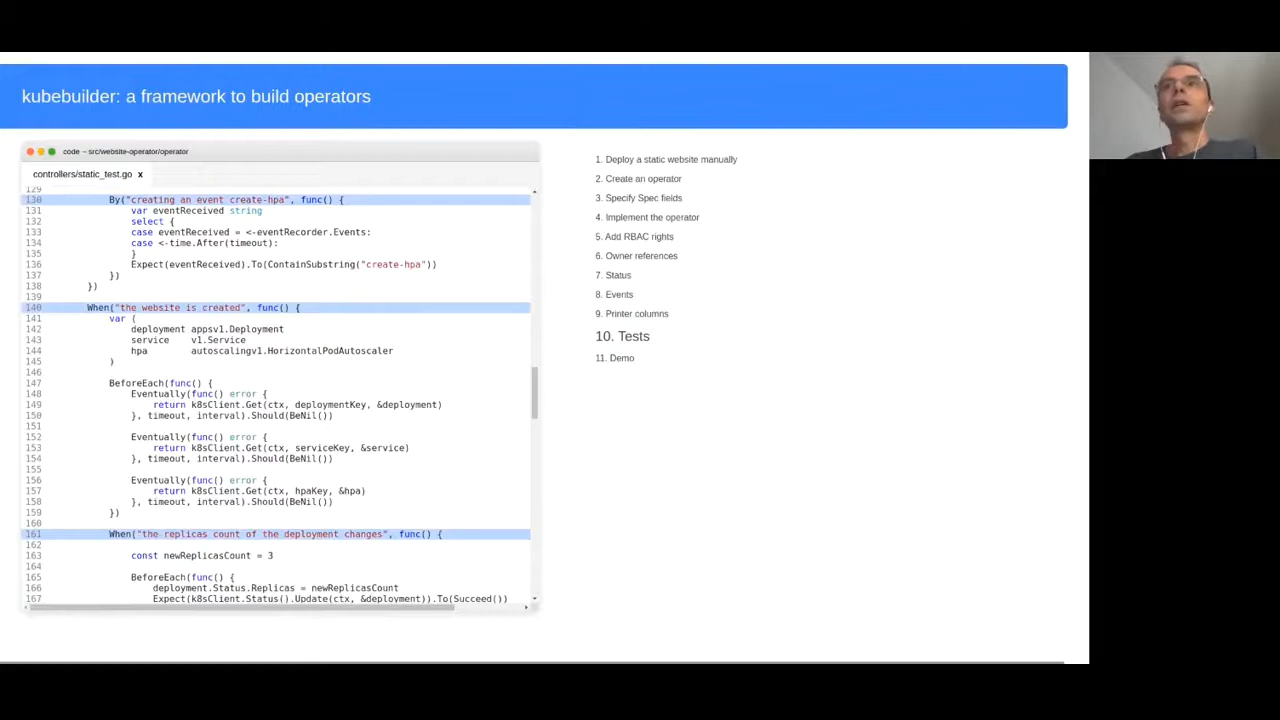 kubebuilder: a framework to build operators
code – src/website-operator/operator
controllers/static_test.go x
129
130 By("creating an event create-hpa", func() {
131 var eventReceived string
132 select {
133 case eventReceived = <-eventRecorder.Events:
134 case <-time.After(timeout):
135 }
136 Expect(eventReceived).To(ContainSubstring("create-hpa"))
137 })
138 })
139
140 When("the website is created", func() {
141 var (
142 deployment appsv1.Deployment
143 service v1.Service
144 hpa autoscalingv1.HorizontalPodAutoscaler
145 )
146
147 BeforeEach(func() {
148 Eventually(func() error {
149 return k8sClient.Get(ctx, deploymentKey, &deployment)
150 }, timeout, interval).Should(BeNil())
151
152 Eventually(func() error {
153 return k8sClient.Get(ctx, serviceKey, &service)
154 }, timeout, interval).Should(BeNil())
155
156 Eventually(func() error {
157 return k8sClient.Get(ctx, hpaKey, &hpa)
158 }, timeout, interval).Should(BeNil())
159 })
160
161 When("the replicas count of the deployment changes", func() {
162
163 const newReplicasCount = 3
164
165 BeforeEach(func() {
166 deployment.Status.Replicas = newReplicasCount
167 Expect(k8sClient.Status().Update(ctx, &deployment)).To(Succeed())
1. Deploy a static website manually
2. Create an operator
3. Specify Spec fields
4. Implement the operator
5. Add RBAC rights
6. Owner references
7. Status
8. Events
9. Printer columns
10. Tests
11. Demo